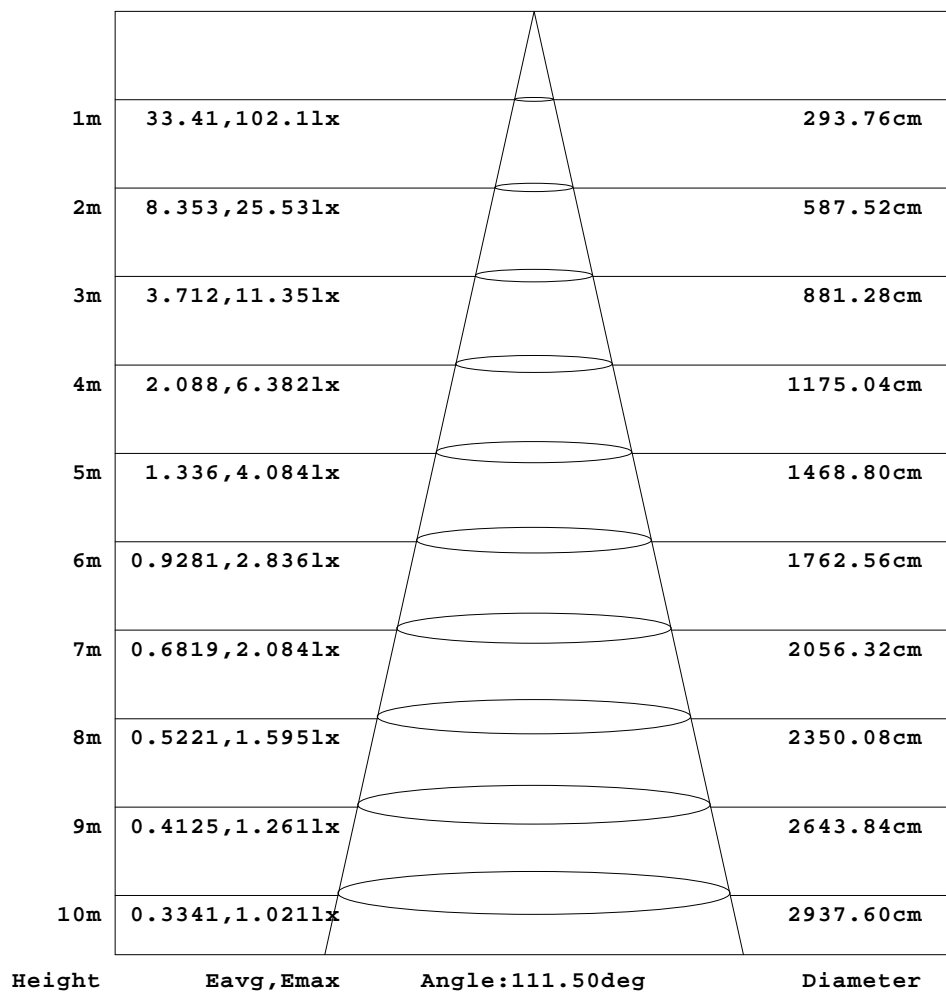 1m 33.41,102.1lx 293.76cm
2m 8.353,25.53lx 587.52cm
3m 3.712,11.35lx 881.28cm
4m 2.088,6.382lx 1175.04cm
5m 1.336,4.084lx 1468.80cm
6m 0.9281,2.836lx 1762.56cm
7m 0.6819,2.084lx 2056.32cm
8m 0.5221,1.595lx 2350.08cm
9m 0.4125,1.261lx 2643.84cm
10m 0.3341,1.021lx 2937.60cm
Height Eavg,Emax Angle:111.50deg Diameter